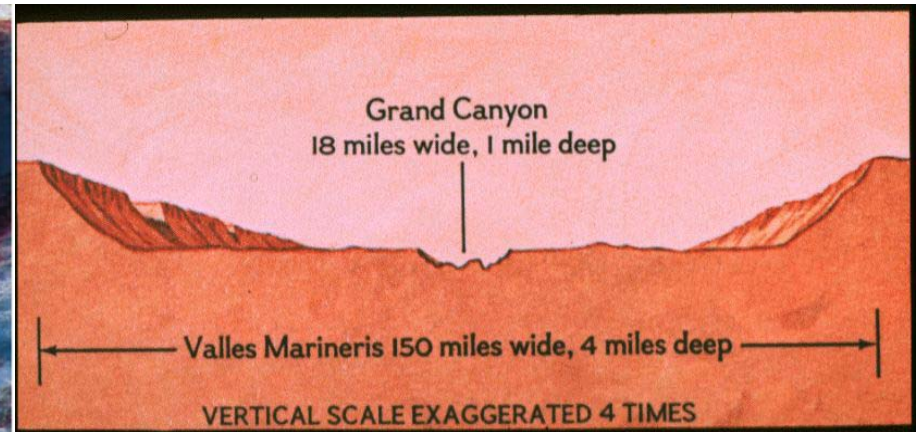 Grand Canyon
18 miles wide, 1 mile deep
Valles Marineris 150 miles wide, 4 miles deep
VERTICAL SCALE EXAGGERATED 4 TIMES